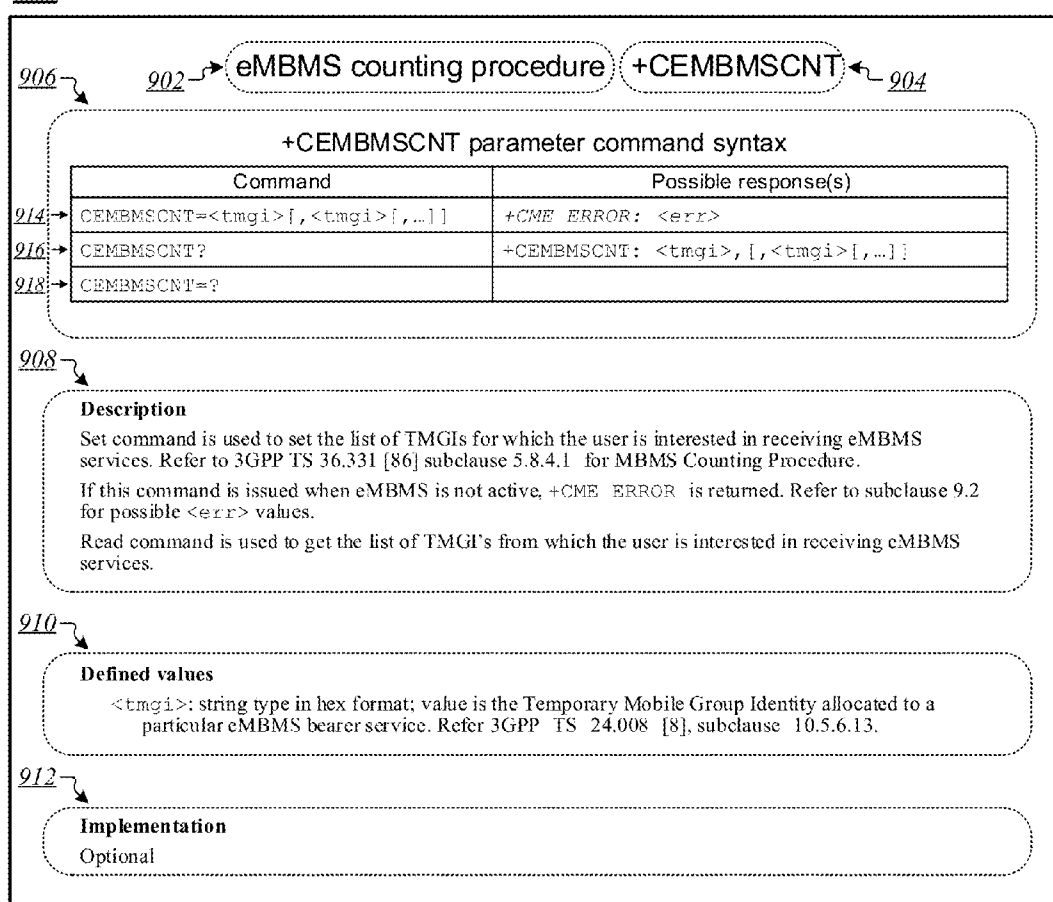 902 eMBMS counting procedure +CEMBMSCNT 904
906
+CEMBMSCNT parameter command syntax
Command Possible response(s)
914 CEMBMSCNT=<tmgi>[,<tmgi>[,…]] +CME ERROR: <err>
916 CEMBMSCNT? +CEMBMSCNT: <tmgi>,[,<tmgi>[,…]]
918 CEMBMSCNT=?
908
Description
Set command is used to set the list of TMGIs for which the user is interested in receiving eMBMS
services. Refer to 3GPP TS 36.331 [86] subclause 5.8.4.1 for MBMS Counting Procedure.
If this command is issued when eMBMS is not active, +CME ERROR is returned. Refer to subclause 9.2
for possible <err> values.
Read command is used to get the list of TMGI's from which the user is interested in receiving eMBMS
services.
910
Defined values
<tmgi>: string type in hex format; value is the Temporary Mobile Group Identity allocated to a
particular eMBMS bearer service. Refer 3GPP TS 24.008 [8], subclause 10.5.6.13.
912
Implementation
Optional